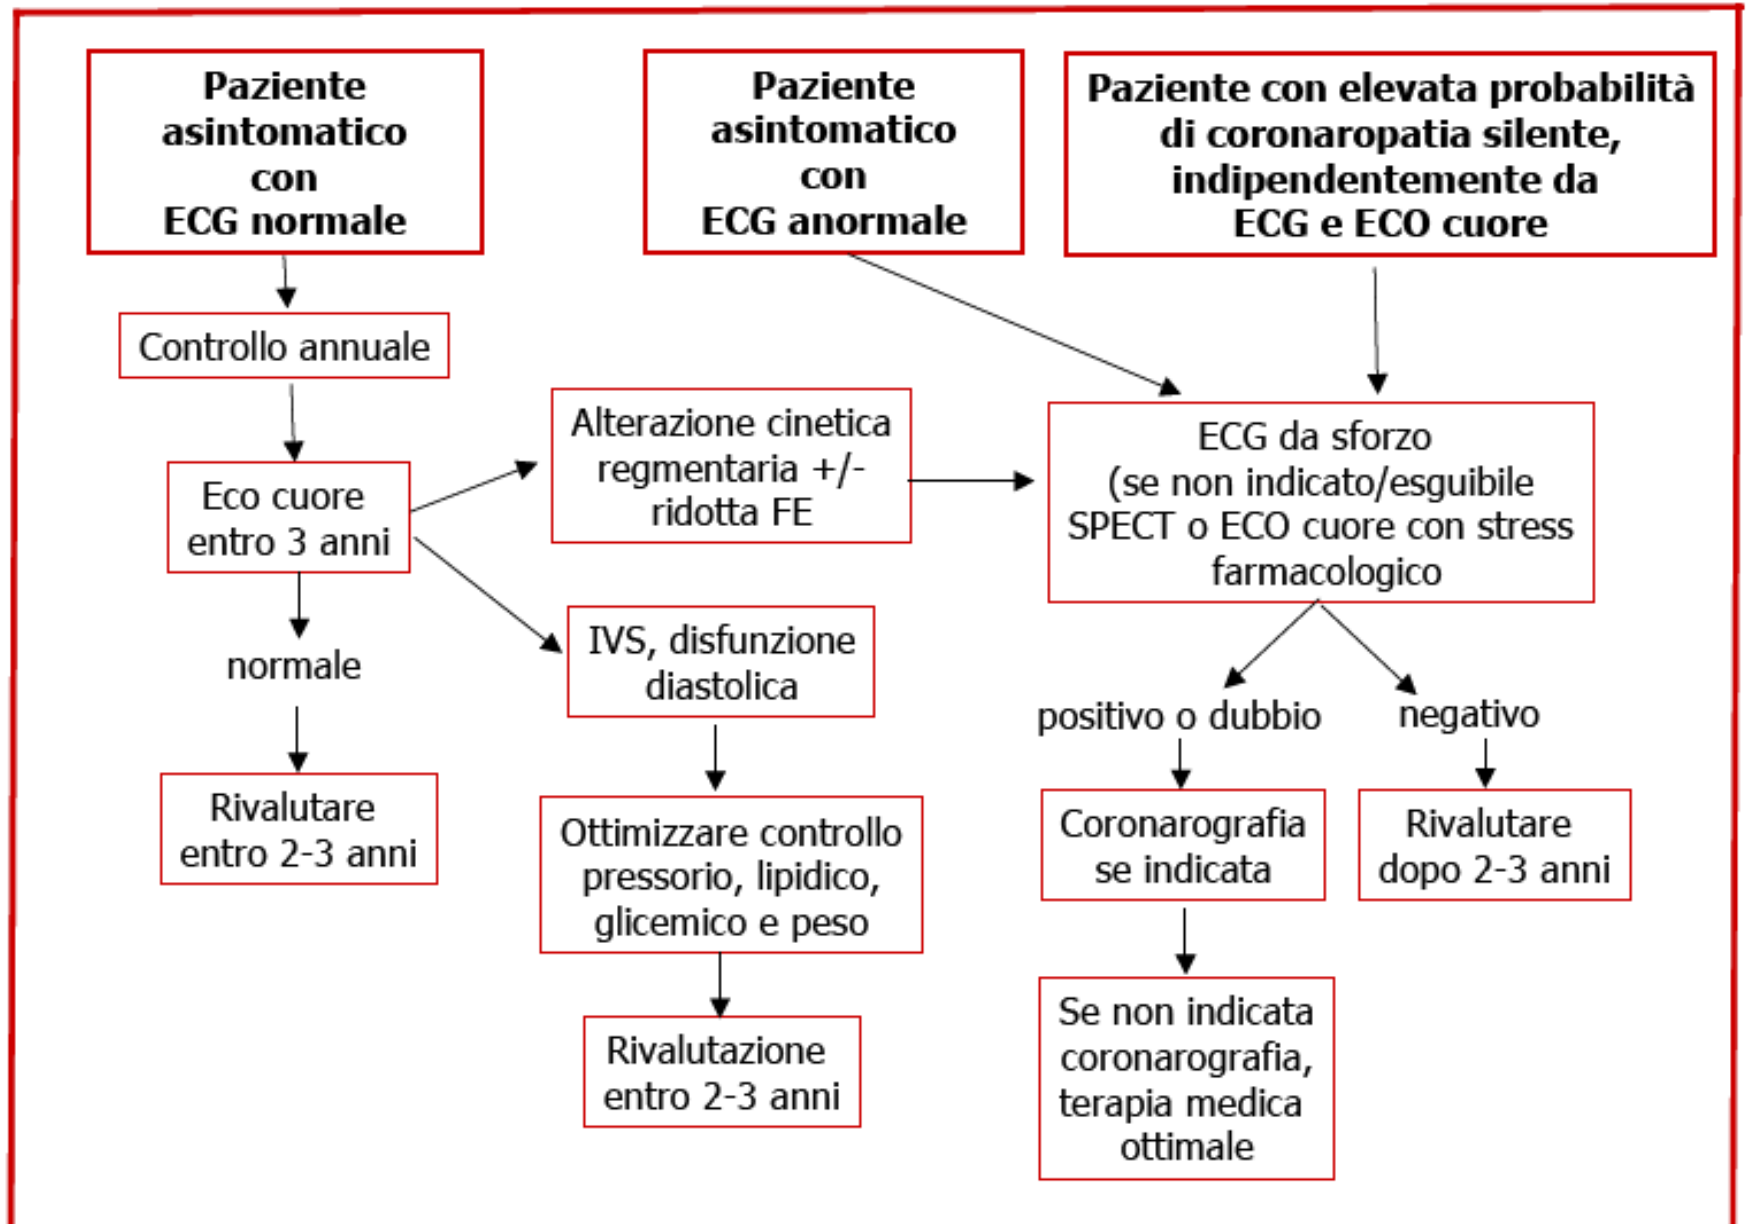 Paziente
asintomatico
con
ECG normale
Paziente
asintomatico
con
ECG anormale
Paziente con elevata probabilità
di coronaropatia silente,
indipendentemente da
ECG e ECO cuore
Controllo annuale
Eco cuore
entro 3 anni
normale
Rivalutare
entro 2-3 anni
Alterazione cinetica
regmentaria +/-
ridotta FE
IVS, disfunzione
diastolica
Ottimizzare controllo
pressorio, lipidico,
glicemico e peso
Rivalutazione
entro 2-3 anni
ECG da sforzo
(se non indicato/esguibile
SPECT o ECO cuore con stress
farmacologico
positivo o dubbio
negativo
Coronarografia
se indicata
Rivalutare
dopo 2-3 anni
Se non indicata
coronarografia,
terapia medica
ottimale